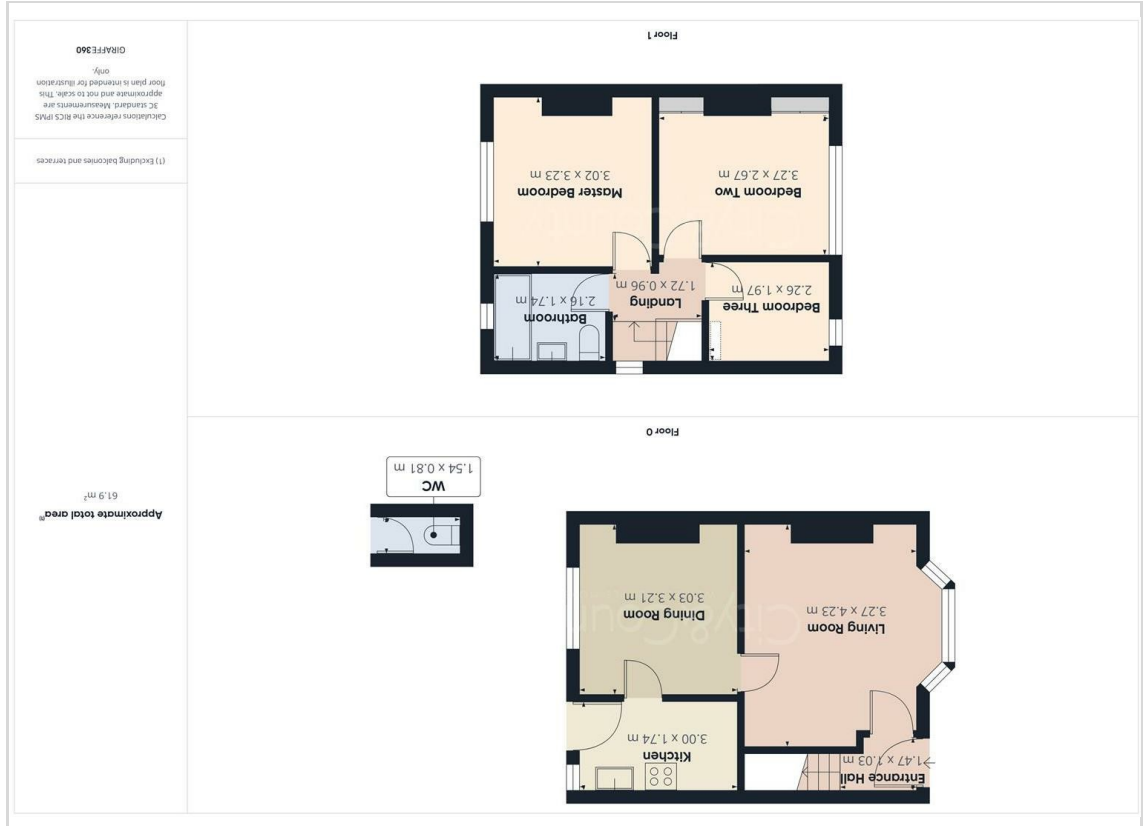 Entrance Hall
1.47 x 1.03 m
Kitchen
3.00 x 1.74 m
Living Room
3.27 x 4.23 m
Dining Room
3.03 x 3.21 m
City&Coun
WC
1.54 x 0.81 m
Floor 0
Bedroom Three
2.26 x 1.97 m
Landing
1.72 x 0.96 m
Bathroom
2.16 x 1.74 m
Bedroom Two
3.27 x 2.67 m
Master Bedroom
3.02 x 3.23 m
Floor 1
Approximate total area⁽¹⁾
61.9 m²
(1) Excluding balconies and terraces
Calculations reference the RICS IPMS
3C standard. Measurements are
approximate and not to scale. This
floor plan is intended for illustration
only.
GIRAFFE360